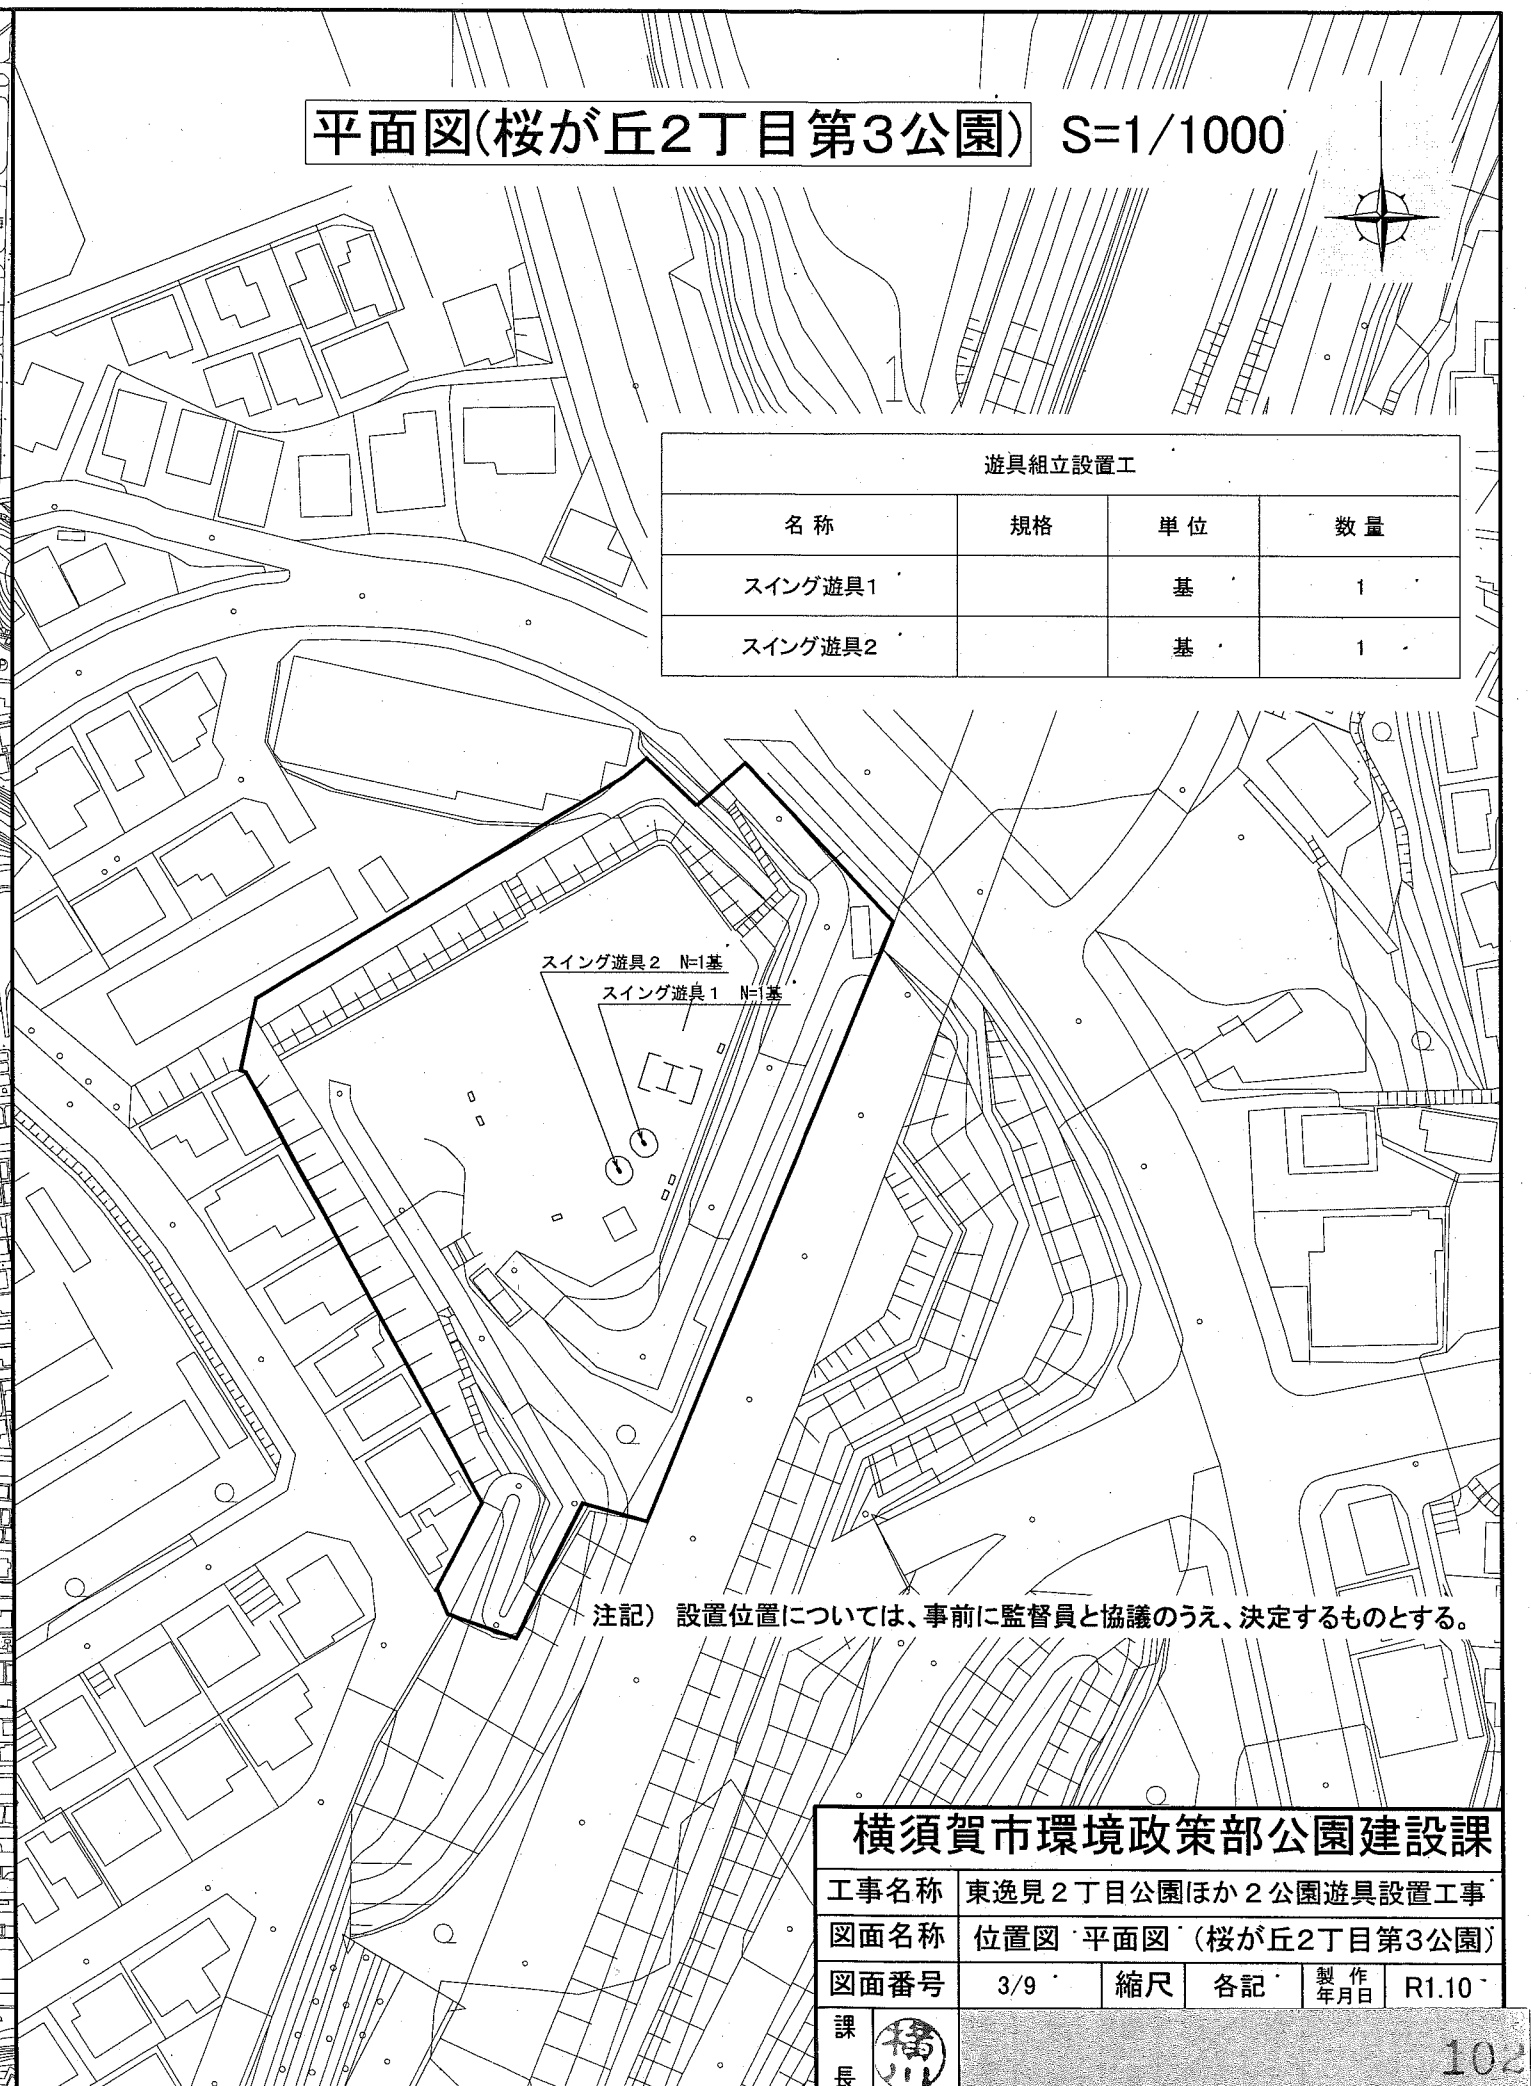 平面図(桜が丘2丁目第3公園) S=1/1000
1
遊具組立設置工
名称 規格 単位 数量
スイング遊具1 基 1
スイング遊具2 基 1
スイング遊具2 N=1基
スイング遊具1 N=1基
注記) 設置位置については、事前に監督員と協議のうえ、決定するものとする。
横須賀市環境政策部公園建設課
工事名称 東逸見2丁目公園ほか2公園遊具設置工事
図面名称 位置図 平面図 (桜が丘2丁目第3公園)
図面番号 3/9 縮尺 各記 製作年月日 R1.10
課長
102